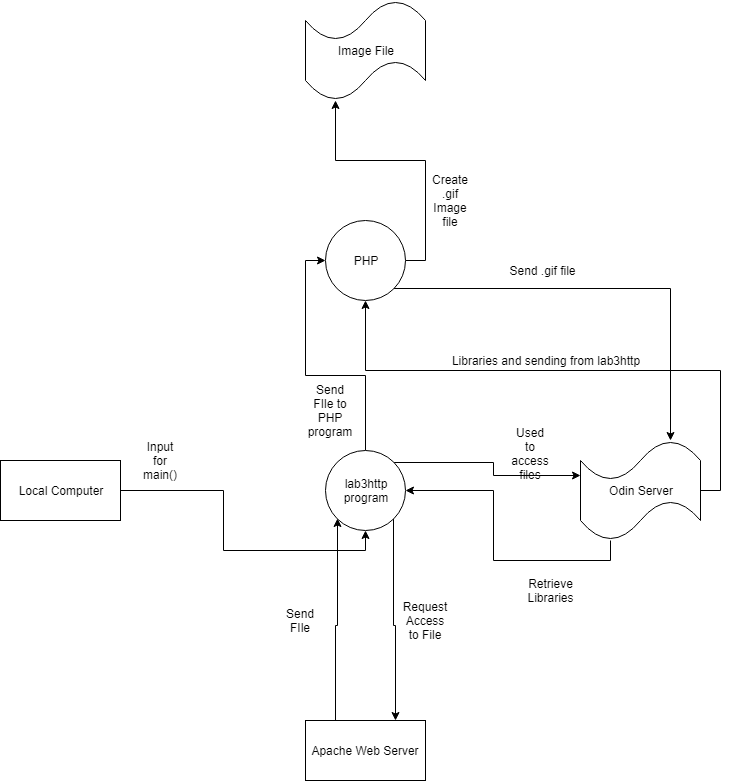 Image File
Create
.gif
Image
file
PHP
Send .gif file
Libraries and sending from lab3http
Send
FIle to
PHP
program
Used
to
access
files
Input
for
main()
Local Computer
lab3http
program
Odin Server
Retrieve
Libraries
Send
FIle
Request
Access
to File
Apache Web Server